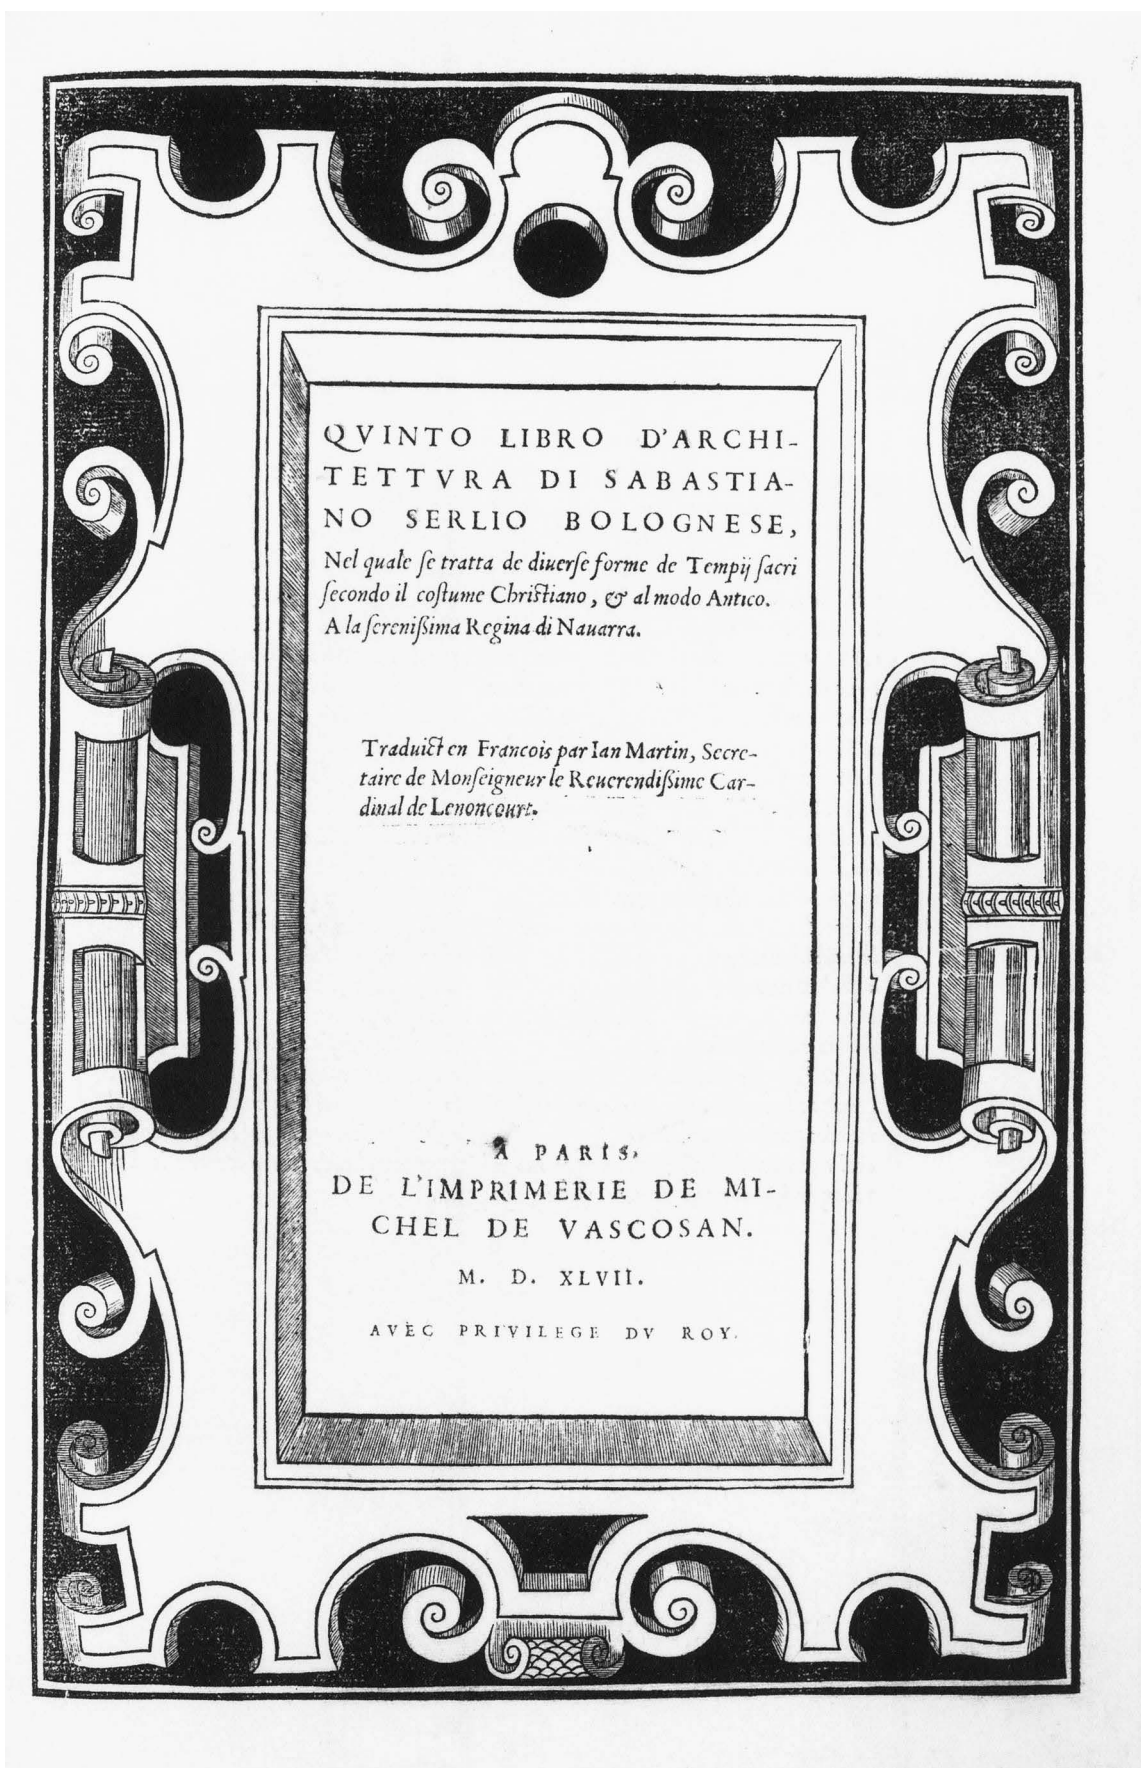 QVINTO LIBRO D'ARCHI-
TETTVRA DI SABASTIA-
NO SERLIO BOLOGNESE,
Nel quale ſe tratta de diuerſe forme de Tempij ſacri
ſecondo il coſtume Chriſtiano, & al modo Antico.
A la ſereniſſima Regina di Nauarra.
Traduict en Francois par Ian Martin, Secre-
taire de Monſeigneur le Reuerendiſſime Car-
dinal de Lenoncourt.
A PARIS,
DE L'IMPRIMERIE DE MI-
CHEL DE VASCOSAN.
M. D. XLVII.
AVEC PRIVILEGE DV ROY.